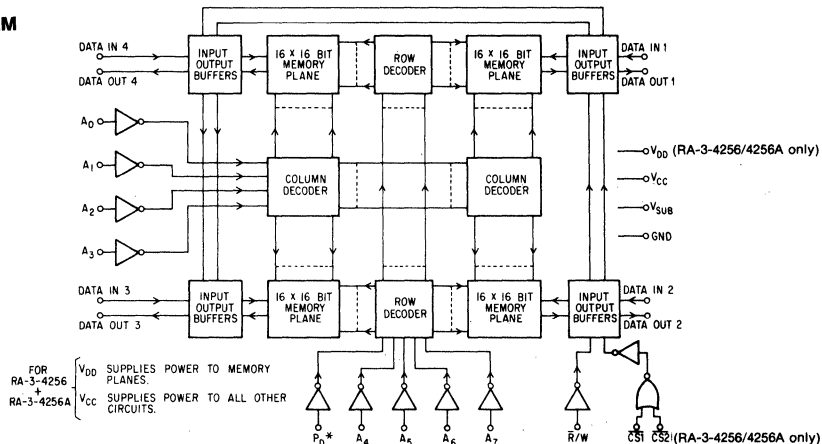 M
DATA IN 4
DATA OUT 4
INPUT
OUTPUT
BUFFERS
16 X 16 BIT
MEMORY
PLANE
ROW
DECODER
16 X 16 BIT
MEMORY
PLANE
INPUT
OUTPUT
BUFFERS
DATA IN 1
DATA OUT 1
A0
A1
A2
A3
COLUMN
DECODER
COLUMN
DECODER
VDD (RA-3-4256/4256A only)
VCC
VSUB
GND
DATA IN 3
DATA OUT 3
INPUT
OUTPUT
BUFFERS
16 X 16 BIT
MEMORY
PLANE
ROW
DECODER
16 X 16 BIT
MEMORY
PLANE
INPUT
OUTPUT
BUFFERS
DATA IN 2
DATA OUT 2
FOR
RA-3-4256
+
RA-3-4256A
VDD SUPPLIES POWER TO MEMORY
PLANES.
VCC SUPPLIES POWER TO ALL OTHER
CIRCUITS.
PD*
A4
A5
A6
A7
R̅/W
C̅S̅1̅
C̅S̅2̅ (RA-3-4256/4256A only)